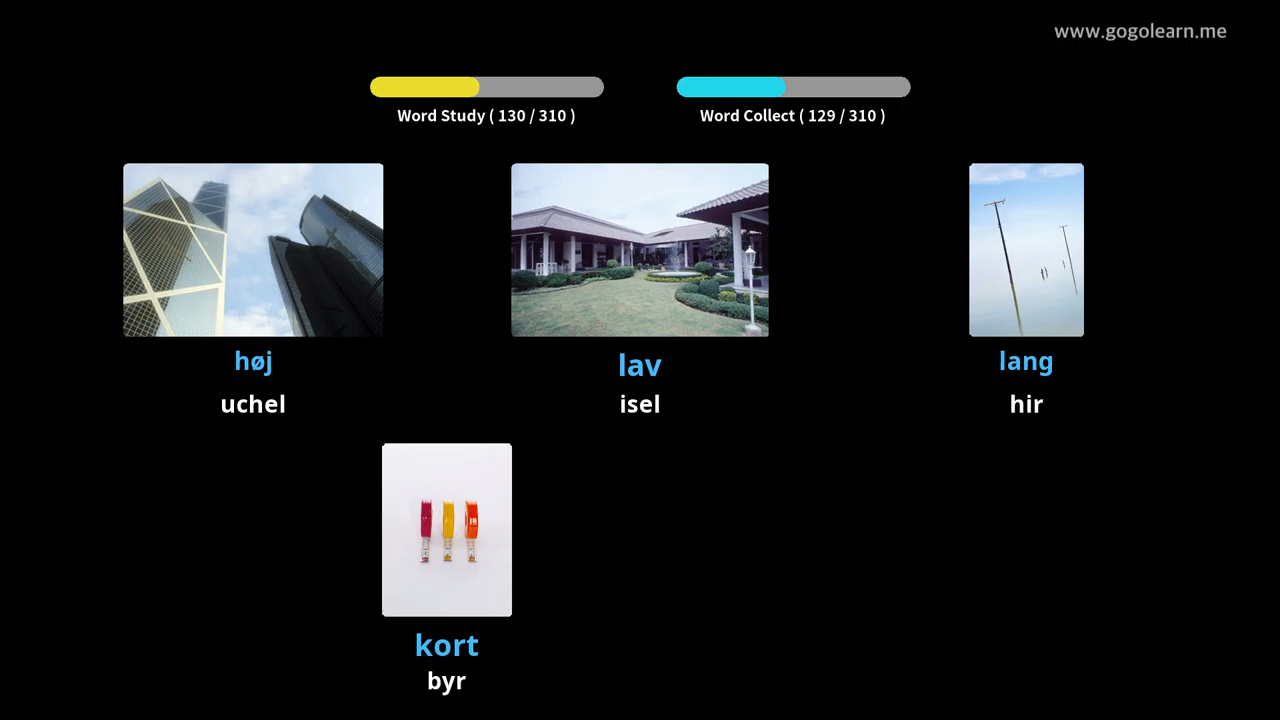 www.gogolearn.me
Word Study ( 130 / 310 )
Word Collect ( 129 / 310 )
høj
lav
lang
uchel
isel
hir
kort
byr